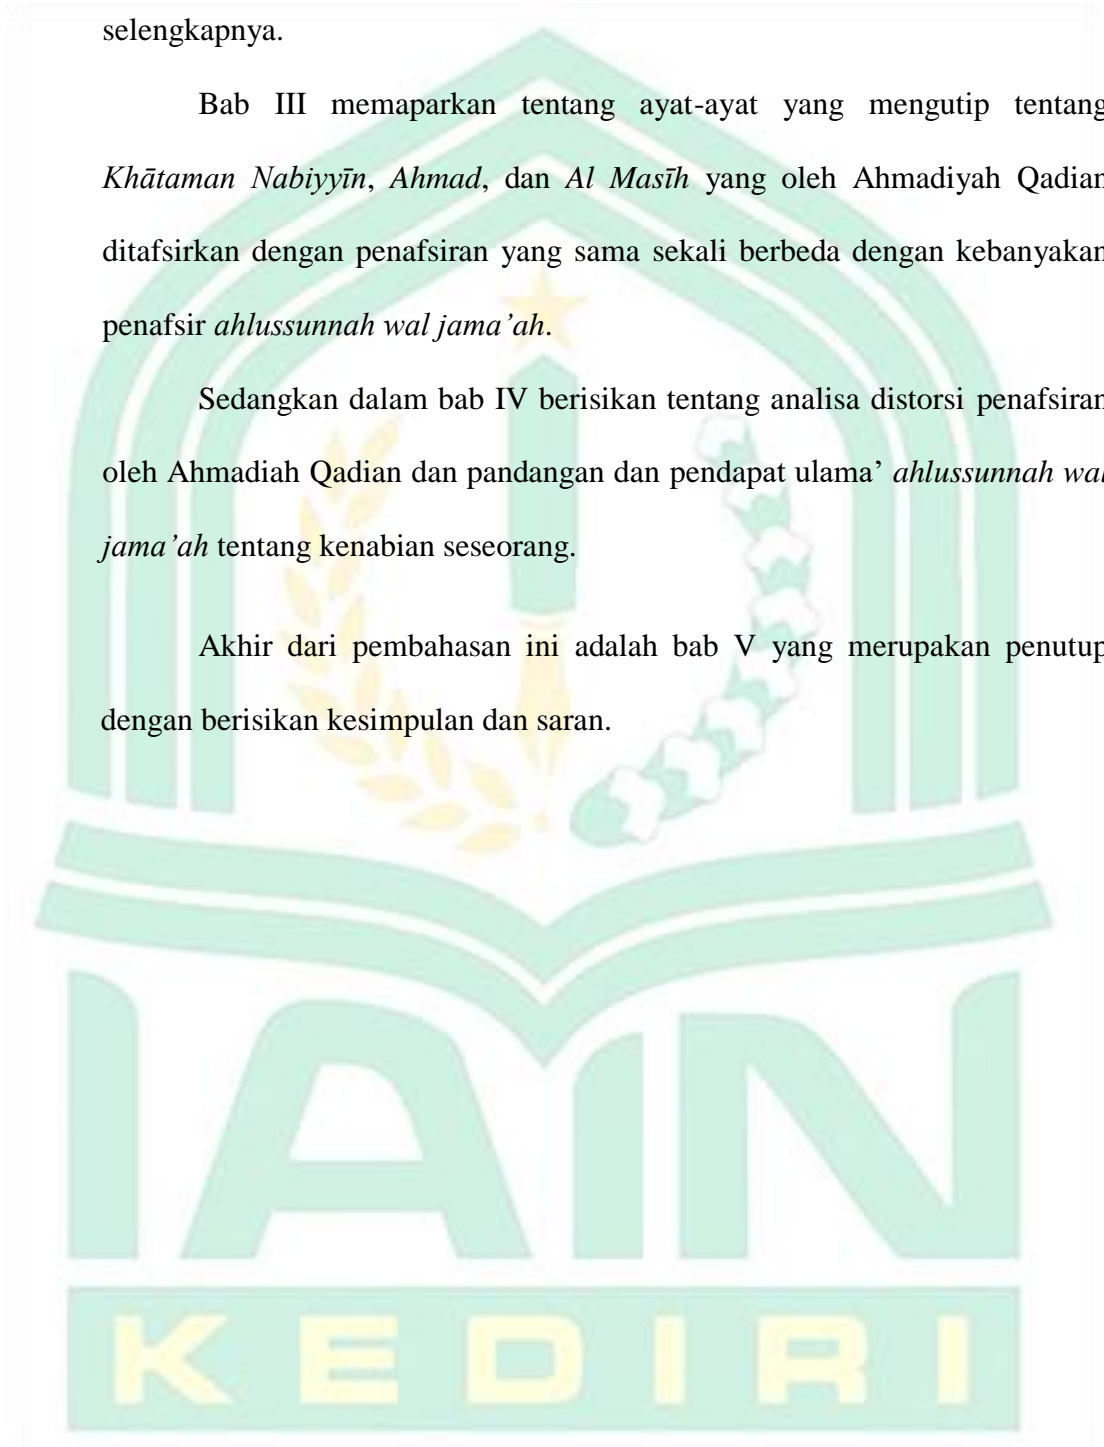 selengkapnya.
Bab III memaparkan tentang ayat-ayat yang mengutip tentang
Khātaman Nabiyyīn, Ahmad, dan Al Masīh yang oleh Ahmadiyah Qadian
ditafsirkan dengan penafsiran yang sama sekali berbeda dengan kebanyakan
penafsir ahlussunnah wal jama’ah.
Sedangkan dalam bab IV berisikan tentang analisa distorsi penafsiran
oleh Ahmadiah Qadian dan pandangan dan pendapat ulama’ ahlussunnah wal
jama’ah tentang kenabian seseorang.
Akhir dari pembahasan ini adalah bab V yang merupakan penutup
dengan berisikan kesimpulan dan saran.
IAIN
KEDIRI